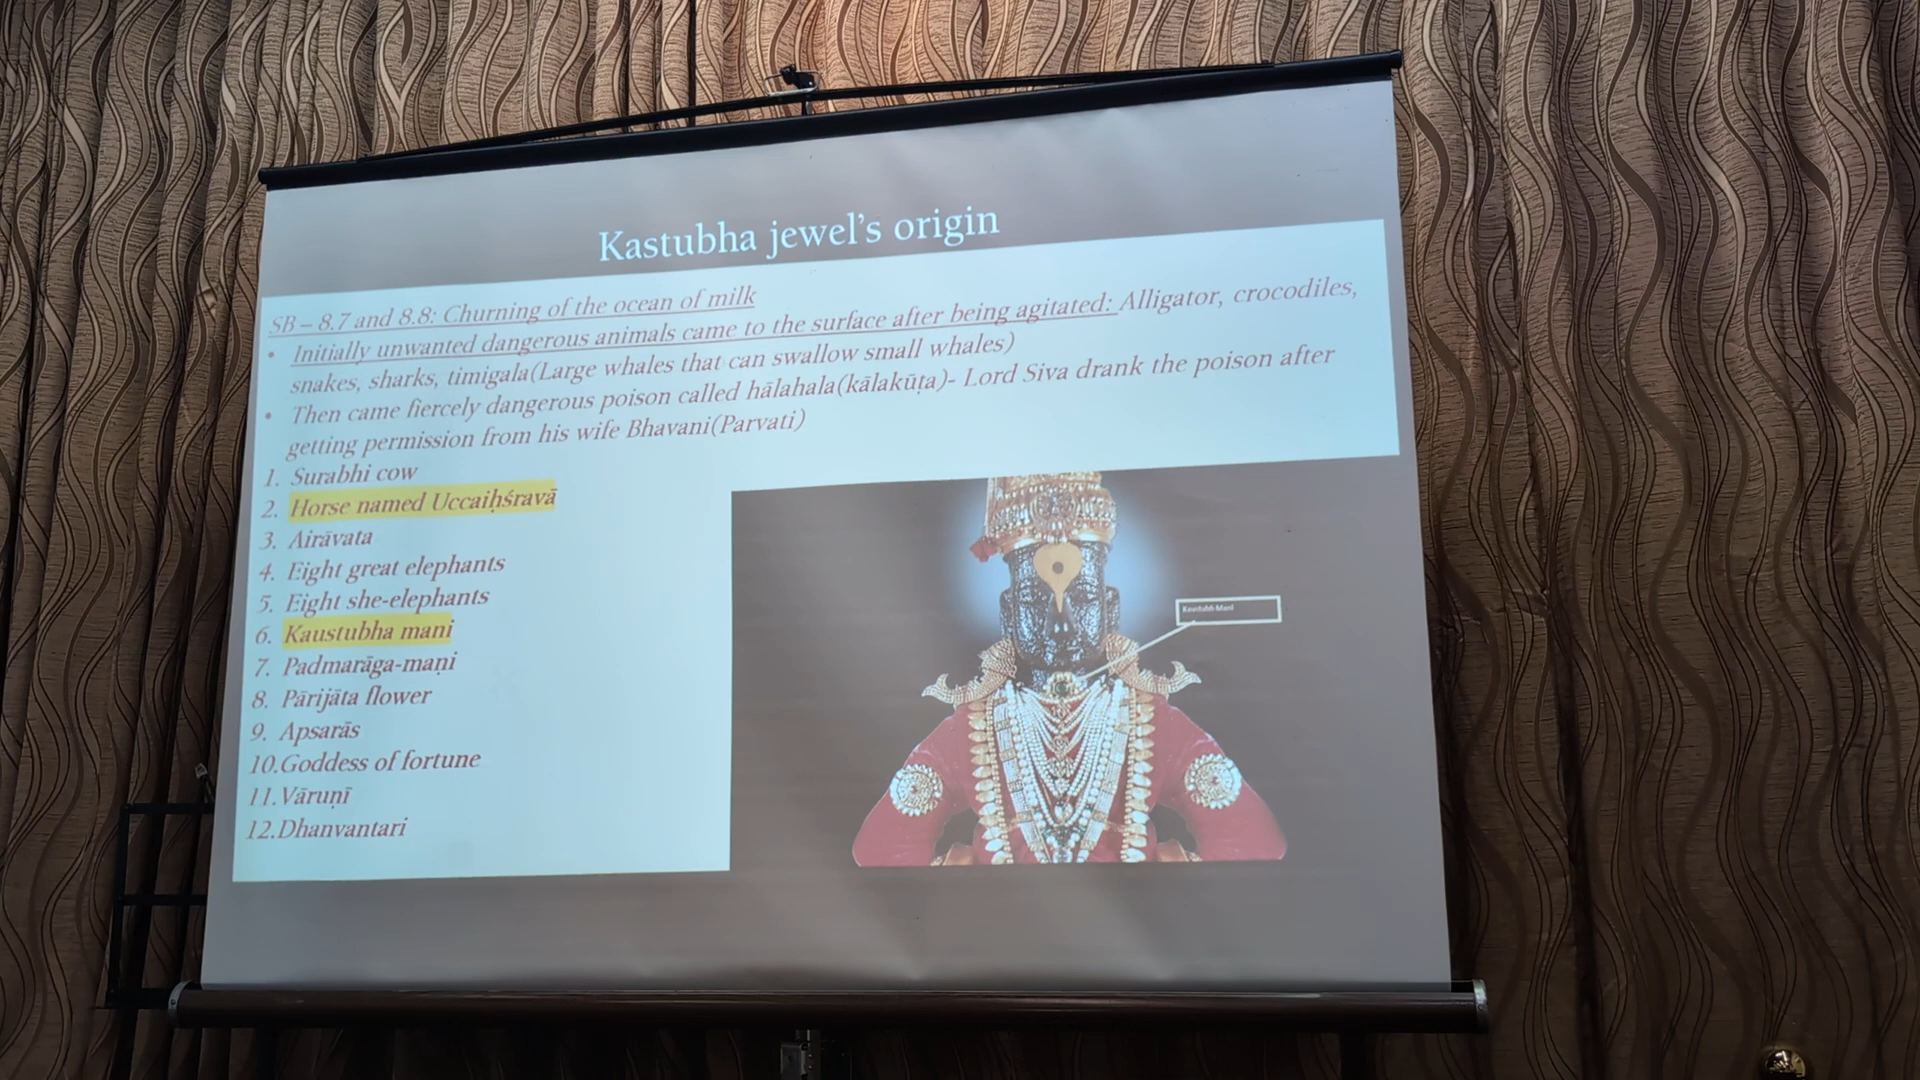 Kastubha jewel's origin
SB – 8.7 and 8.8: Churning of the ocean of milk
• Initially unwanted dangerous animals came to the surface after being agitated: Alligator, crocodiles,
snakes, sharks, timigala(Large whales that can swallow small whales)
• Then came fiercely dangerous poison called hālahala(kālakūṭa)- Lord Siva drank the poison after
getting permission from his wife Bhavani(Parvati)
1. Surabhi cow
2. Horse named Uccaiḥśravā
3. Airāvata
4. Eight great elephants
5. Eight she-elephants
6. Kaustubha mani
7. Padmarāga-maṇi
8. Pārijāta flower
9. Apsarās
10.Goddess of fortune
11.Vāruṇī
12.Dhanvantari
Kaustubh Mani